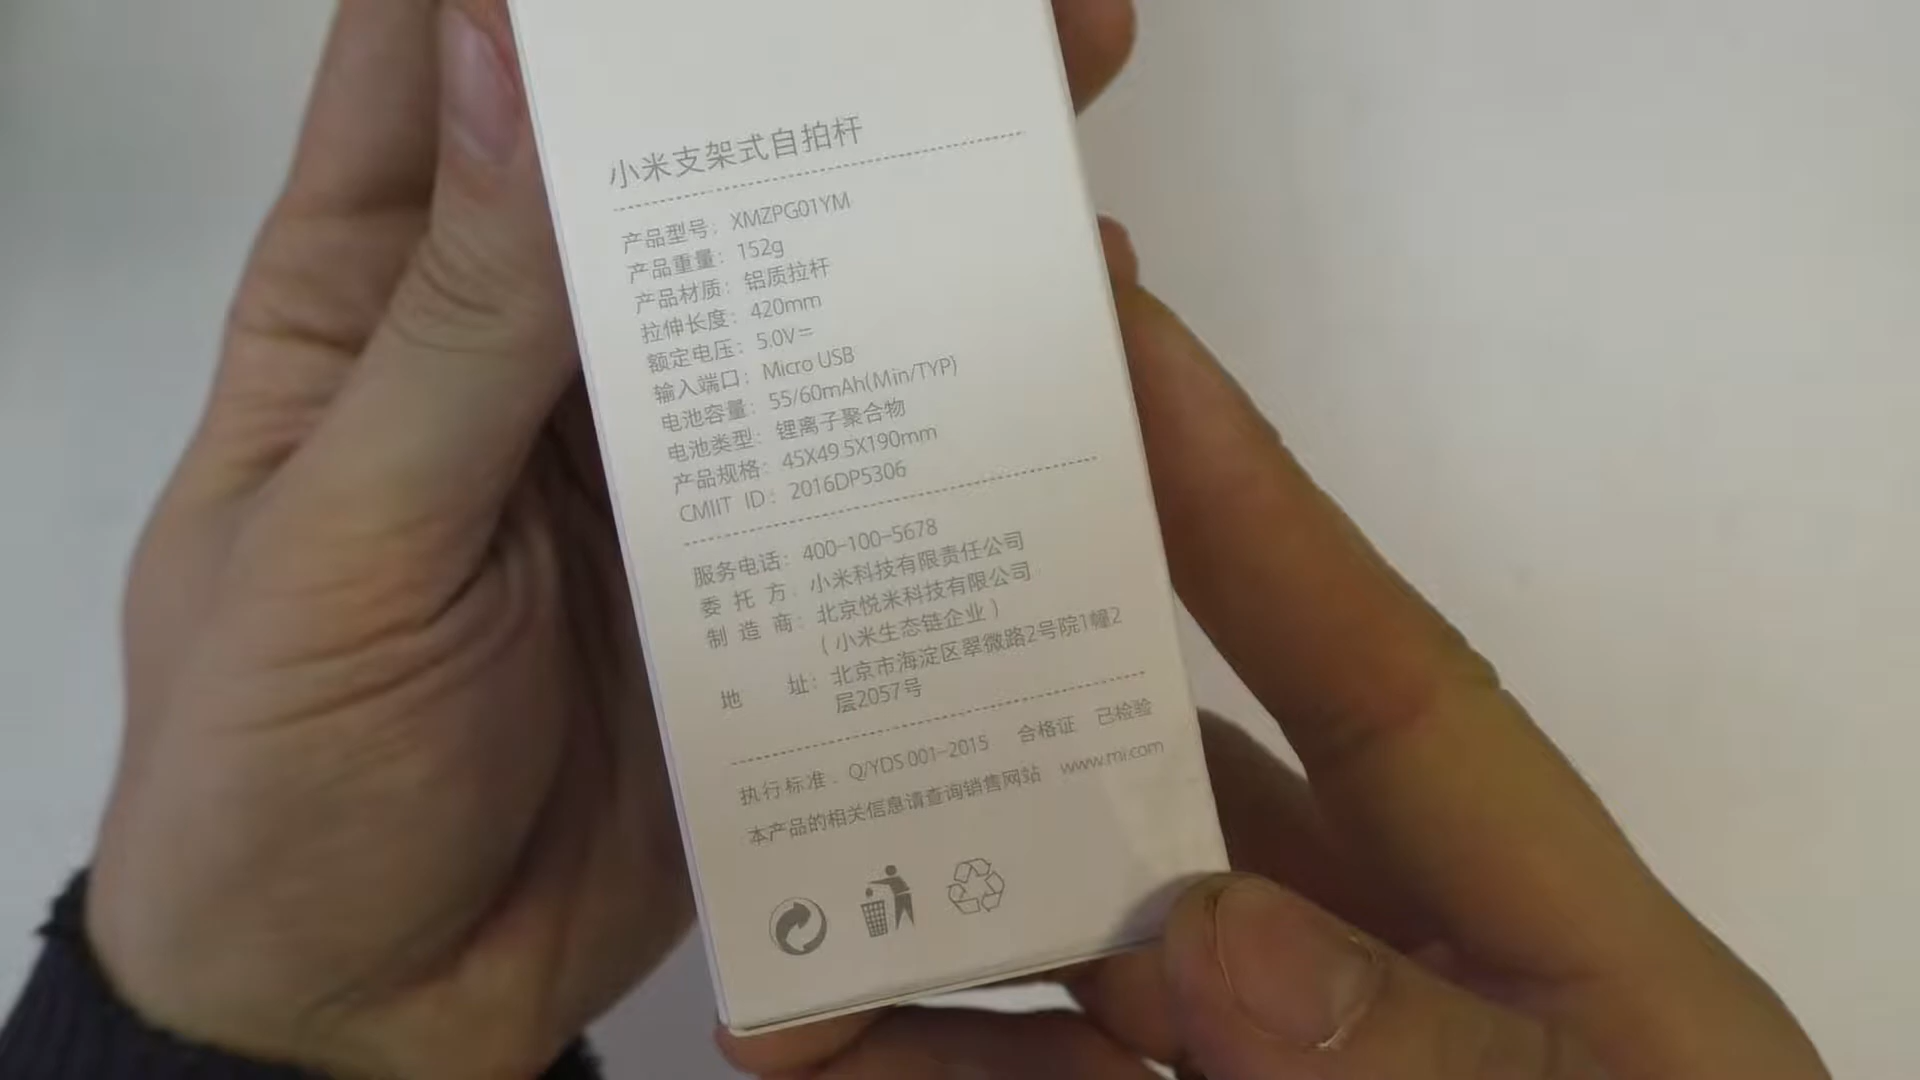 小米支架式自拍杆
产品型号：XMZPG01YM
产品重量：152g
产品材质：铝质拉杆
拉伸长度：420mm
额定电压：5.0V⎓
输入端口：Micro USB
电池容量：55/60mAh(Min/TYP)
电池类型：锂离子聚合物
产品规格：45X49.5X190mm
CMIIT ID：2016DP5306
服务电话：400-100-5678
委托方：小米科技有限责任公司
制造商：北京悦米科技有限公司
（小米生态链企业）
地址：北京市海淀区翠微路2号院1幢2
层2057号
执行标准：Q/YDS 001-2015 合格证 已检验
本产品的相关信息请查询销售网站 www.mi.com